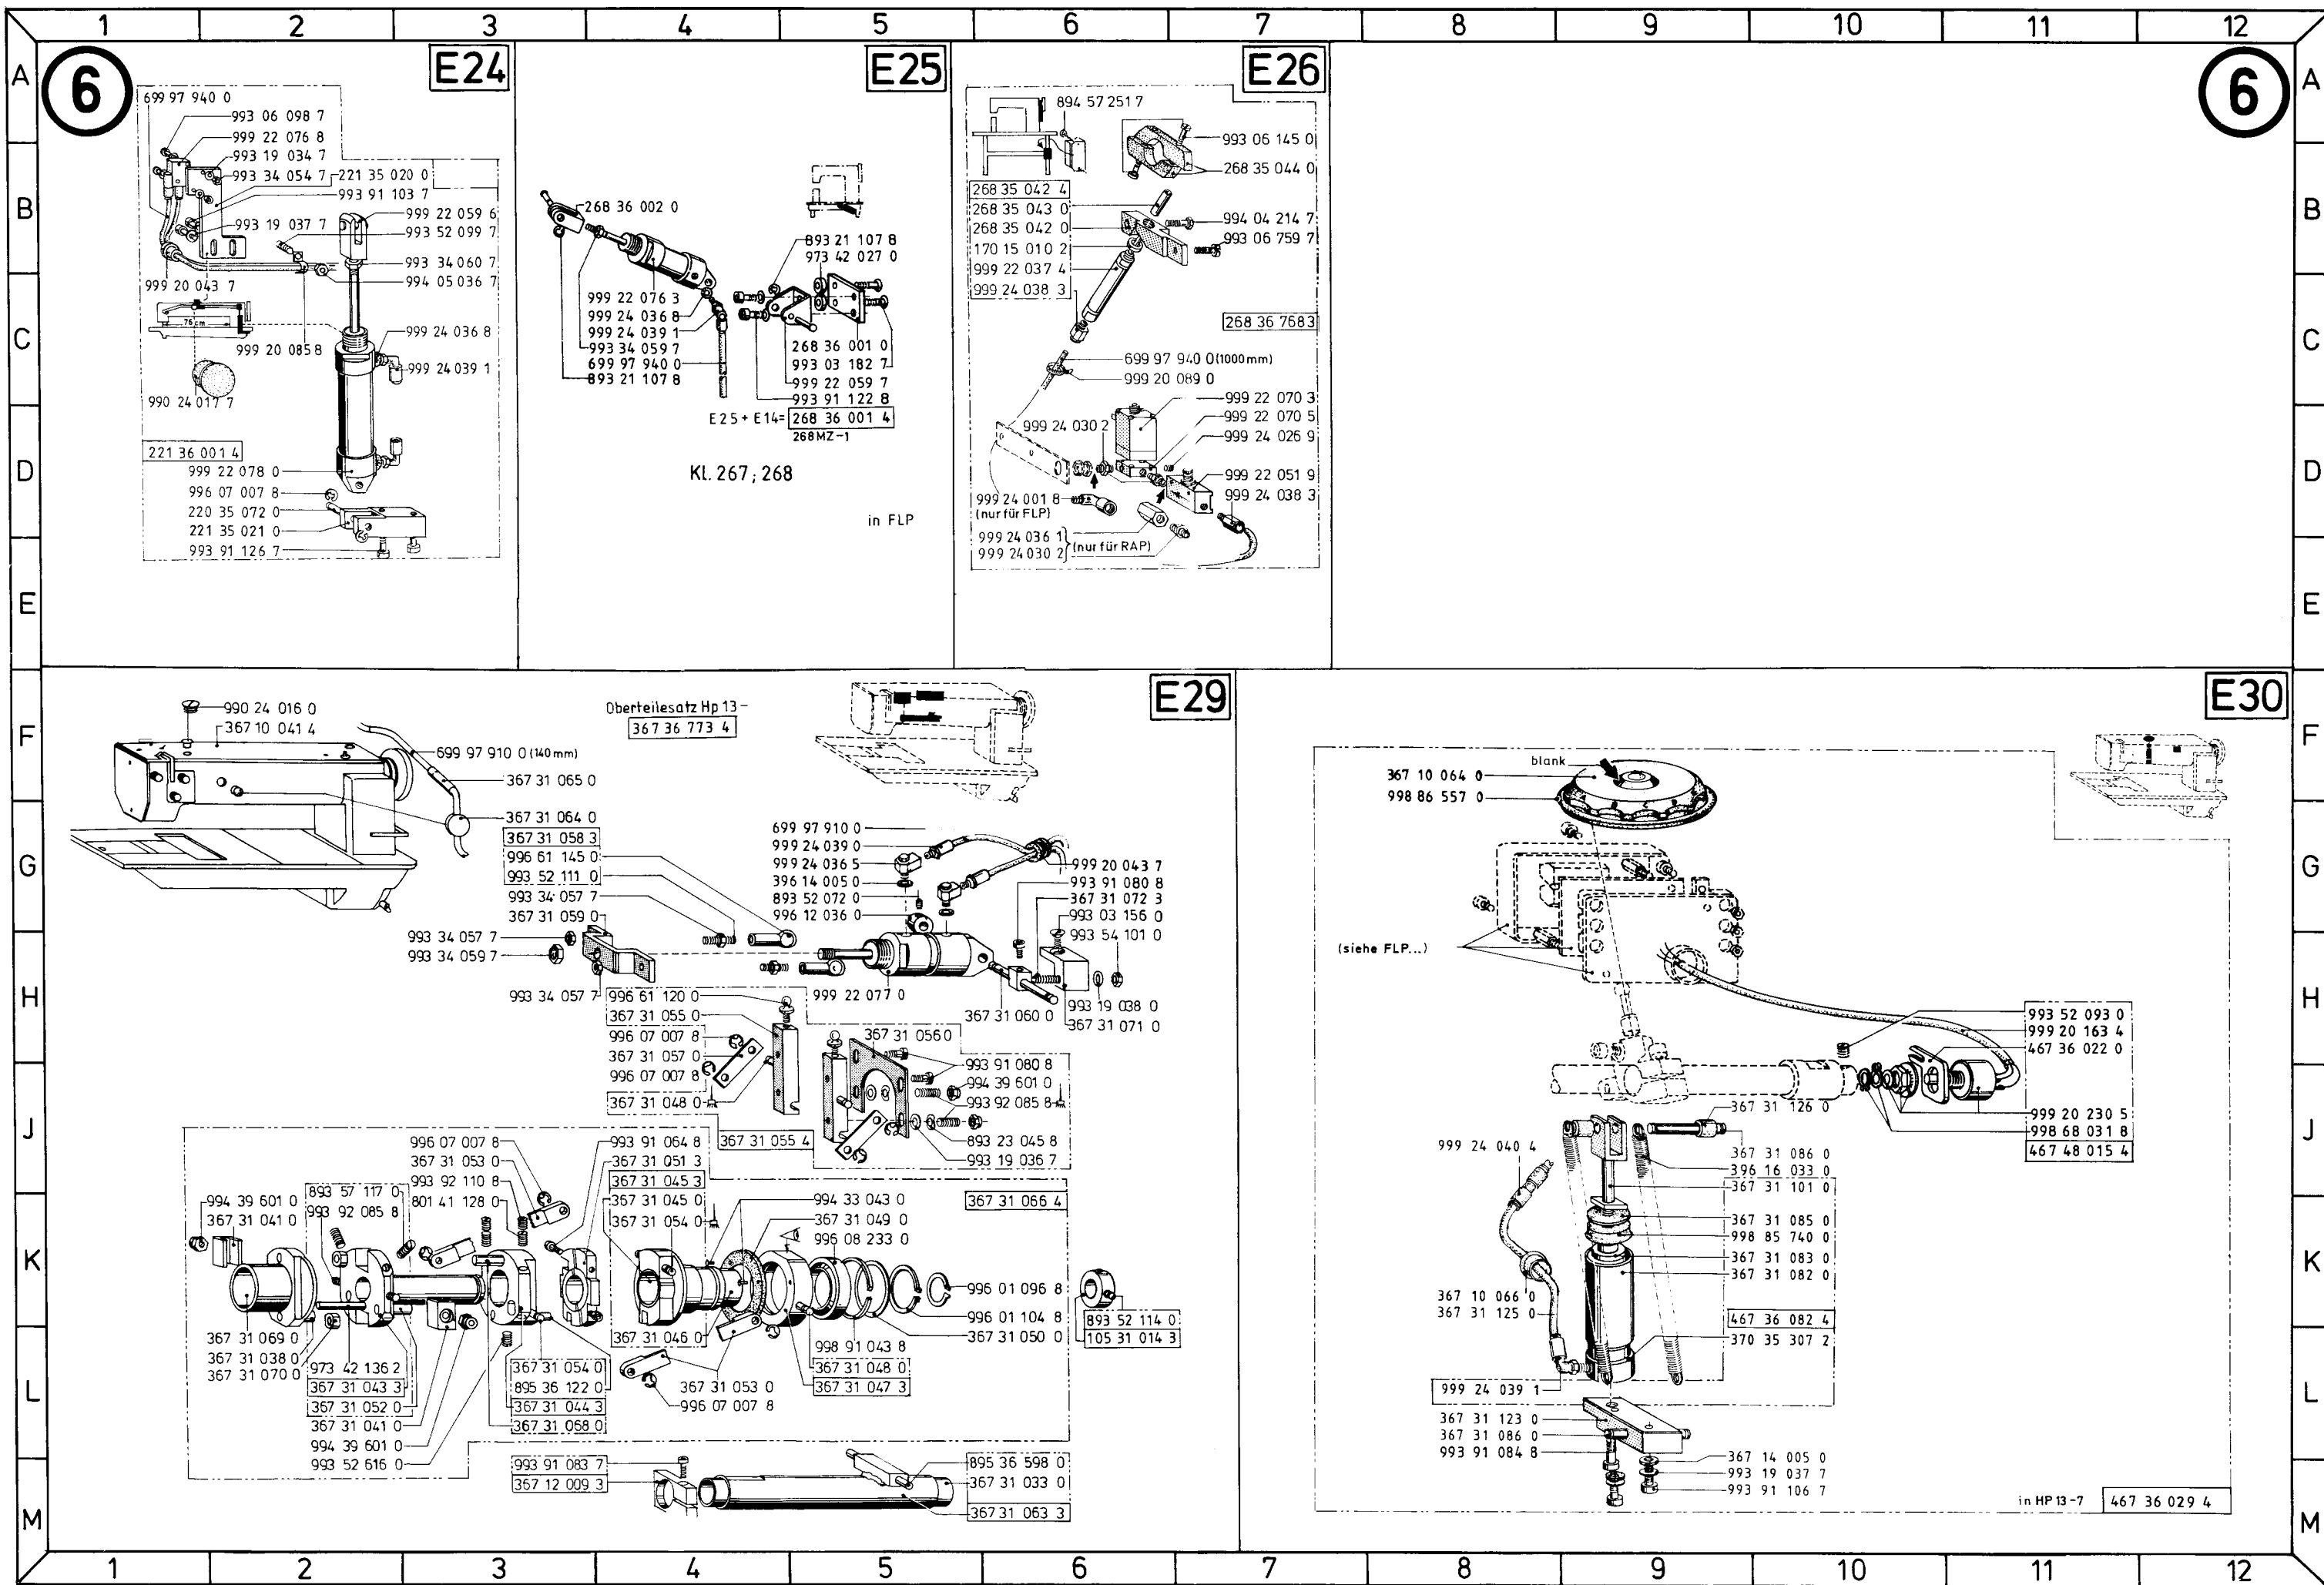 1 2 3 4 5 6 7 8 9 10 11 12
A
B
C
D
E
F
G
H
J
K
L
M
6
E24
699 97 940 0
993 06 098 7
999 22 076 8
993 19 034 7
993 34 054 7
221 35 020 0
993 91 103 7
993 19 037 7
999 22 059 6
993 52 099 7
993 34 060 7
994 05 036 7
999 20 043 7
76 cm
999 20 085 8
999 24 036 8
999 24 039 1
990 24 017 7
221 36 001 4
999 22 078 0
996 07 007 8
220 35 072 0
221 35 021 0
993 91 126 7
E25
268 36 002 0
893 21 107 8
973 42 027 0
999 22 076 3
999 24 036 8
999 24 039 1
993 34 059 7
699 97 940 0
893 21 107 8
268 36 001 0
993 03 182 7
999 22 059 7
993 91 122 8
E25 + E14= 268 36 001 4
268 MZ-1
Kl. 267; 268
in FLP
E26
894 57 251 7
993 06 145 0
268 35 044 0
268 35 042 4
268 35 043 0
268 35 042 0
170 15 010 2
999 22 037 4
999 24 038 3
994 04 214 7
993 06 759 7
268 36 768 3
699 97 940 0 (1000 mm)
999 20 089 0
999 22 070 3
999 22 070 5
999 24 026 9
999 24 030 2
999 22 051 9
999 24 038 3
999 24 001 8
(nur für FLP)
999 24 036 1
999 24 030 2
(nur für RAP)
6
E29
990 24 016 0
367 10 041 4
699 97 910 0 (140 mm)
367 31 065 0
Oberteilesatz Hp 13-
367 36 773 4
367 31 064 0
367 31 058 3
996 61 145 0
993 52 111 0
993 34 057 7
367 31 059 0
993 34 057 7
993 34 059 7
993 34 057 7
699 97 910 0
999 24 039 0
999 24 036 5
396 14 005 0
893 52 072 0
996 12 036 0
999 20 043 7
993 91 080 8
367 31 072 3
993 03 156 0
993 54 101 0
999 22 077 0
367 31 060 0
993 19 038 0
367 31 071 0
996 61 120 0
367 31 055 0
996 07 007 8
367 31 057 0
996 07 007 8
367 31 048 0
367 31 056 0
993 91 080 8
994 39 601 0
993 92 085 8
367 31 055 4
893 23 045 8
993 19 036 7
996 07 007 8
367 31 053 0
993 92 110 8
801 41 128 0
993 91 064 8
367 31 051 3
367 31 045 3
367 31 045 0
367 31 054 0
994 39 601 0
367 31 041 0
893 57 117 0
993 92 085 8
994 33 043 0
367 31 049 0
996 08 233 0
367 31 066 4
996 01 096 8
996 01 104 8
367 31 050 0
893 52 114 0
105 31 014 3
367 31 069 0
367 31 038 0
367 31 070 0
973 42 136 2
367 31 043 3
367 31 052 0
367 31 041 0
994 39 601 0
993 52 616 0
367 31 054 0
895 36 122 0
367 31 044 3
367 31 068 0
367 31 046 0
367 31 053 0
996 07 007 8
998 91 043 8
367 31 048 0
367 31 047 3
993 91 083 7
367 12 009 3
895 36 598 0
367 31 033 0
367 31 063 3
E30
blank
367 10 064 0
998 86 557 0
(siehe FLP...)
993 52 093 0
999 20 163 4
467 36 022 0
999 20 230 5
998 68 031 8
467 48 015 4
367 31 126 0
999 24 040 4
367 31 086 0
396 16 033 0
367 31 101 0
367 31 085 0
998 85 740 0
367 31 083 0
367 31 082 0
367 10 066 0
367 31 125 0
467 36 082 4
370 35 307 2
999 24 039 1
367 31 123 0
367 31 086 0
993 91 084 8
367 14 005 0
993 19 037 7
993 91 106 7
in HP 13-7 467 36 029 4
A
B
C
D
E
F
G
H
J
K
L
M
1 2 3 4 5 6 7 8 9 10 11 12